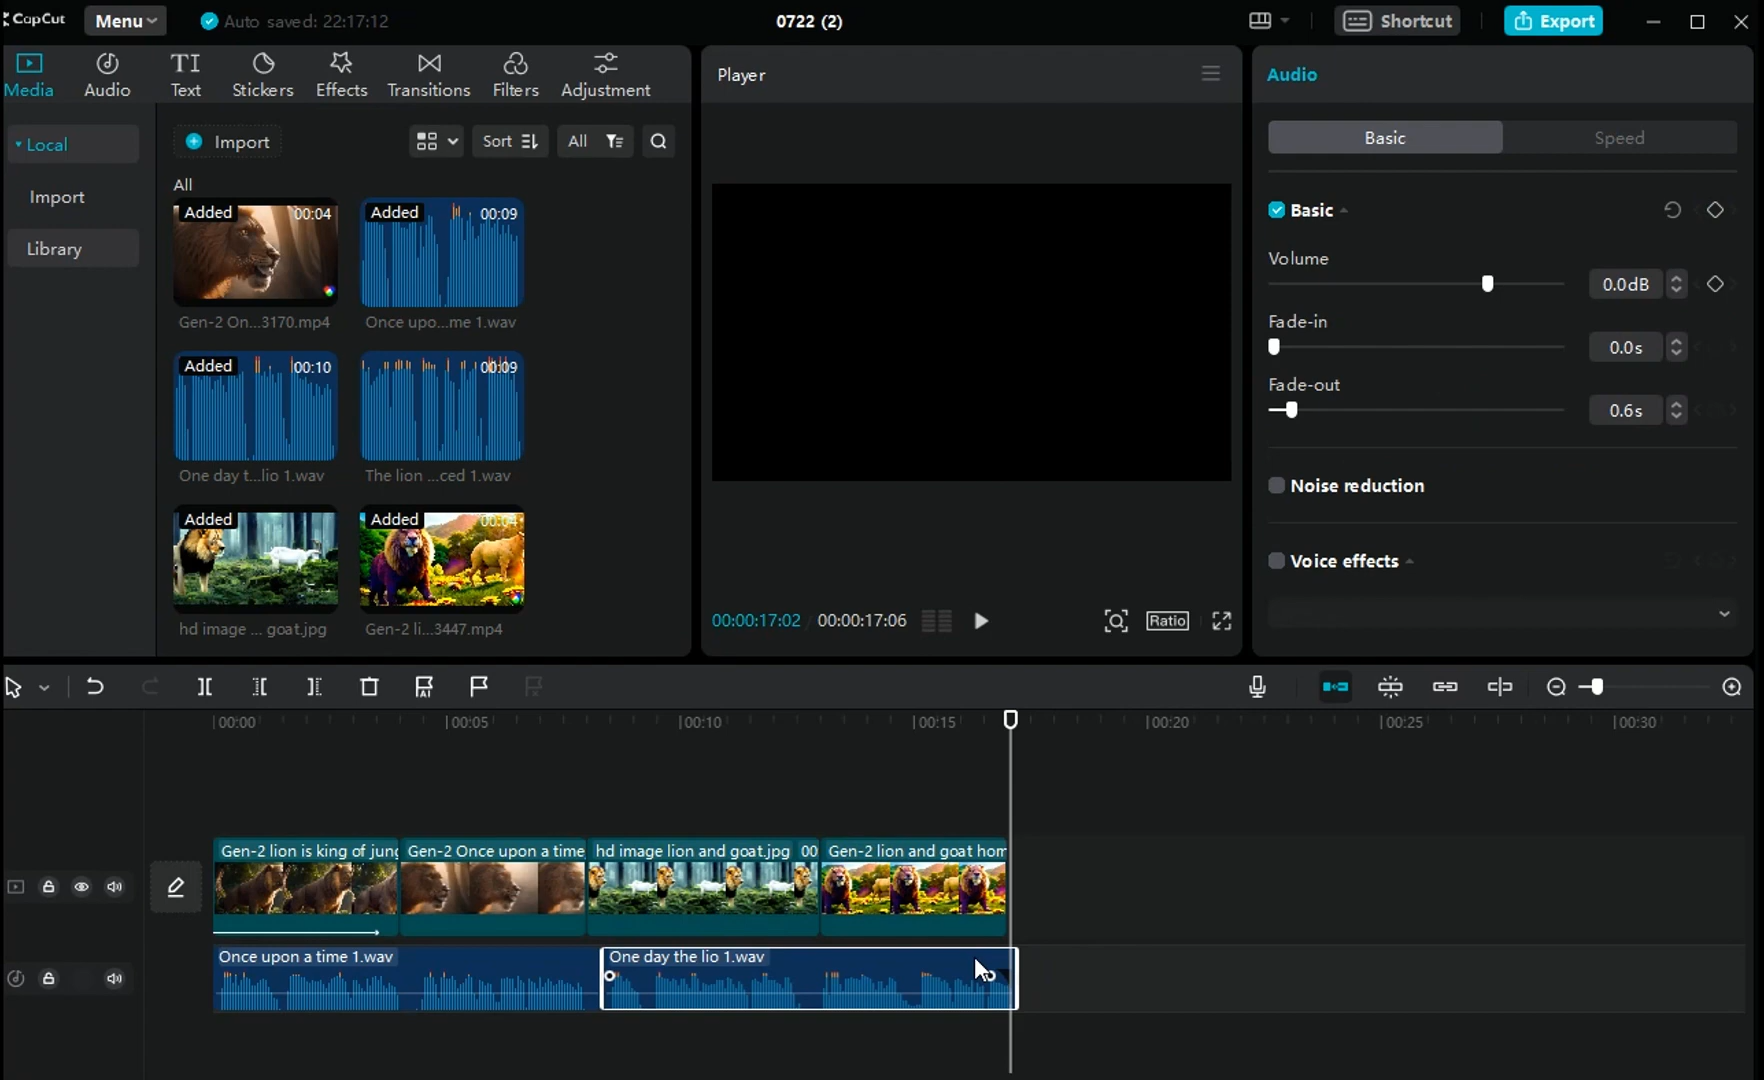 CapCut
Menu
Auto saved: 22:17:12
0722 (2)
Shortcut
Export
Media
Audio
Text
Stickers
Effects
Transitions
Filters
Adjustment
Local
Import
Library
Import
Sort
All
All
Added
00:04
Gen-2 On...3170.mp4
Added
00:09
Once upo...me 1.wav
Added
00:10
One day t...lio 1.wav
00:09
The lion ...ced 1.wav
Added
hd image ... goat.jpg
Added
00:04
Gen-2 li...3447.mp4
Player
00:00:17:02
00:00:17:06
Ratio
Audio
Basic
Speed
Basic
Volume
0.0dB
Fade-in
0.0s
Fade-out
0.6s
Noise reduction
Voice effects
00:00
00:05
00:10
00:15
00:20
00:25
00:30
Gen-2 lion is king of jung
Gen-2 Once upon a time
hd image lion and goat.jpg 00
Gen-2 lion and goat hom
Once upon a time 1.wav
One day the lio 1.wav